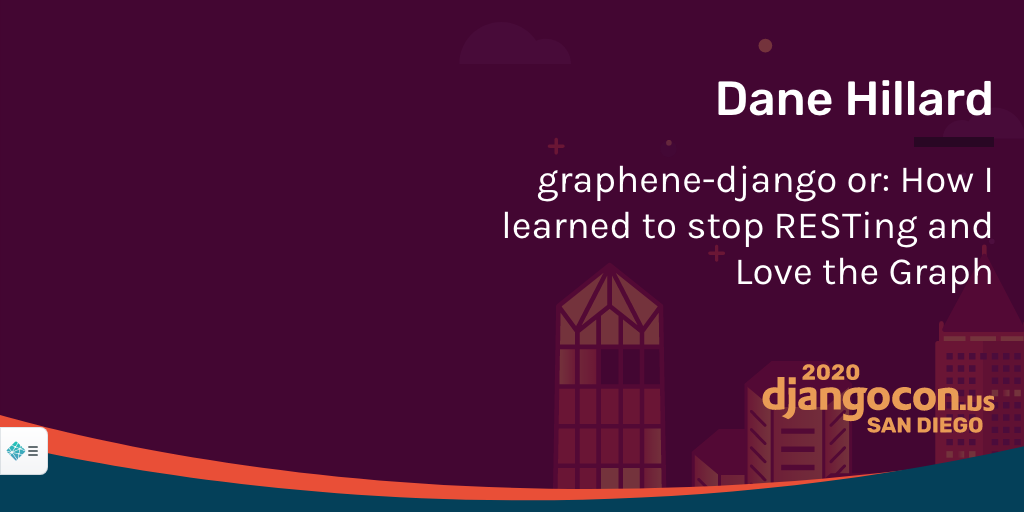 Dane Hillard
graphene-django or: How I
learned to stop RESTing and
Love the Graph
2020
djangocon.us
SAN DIEGO